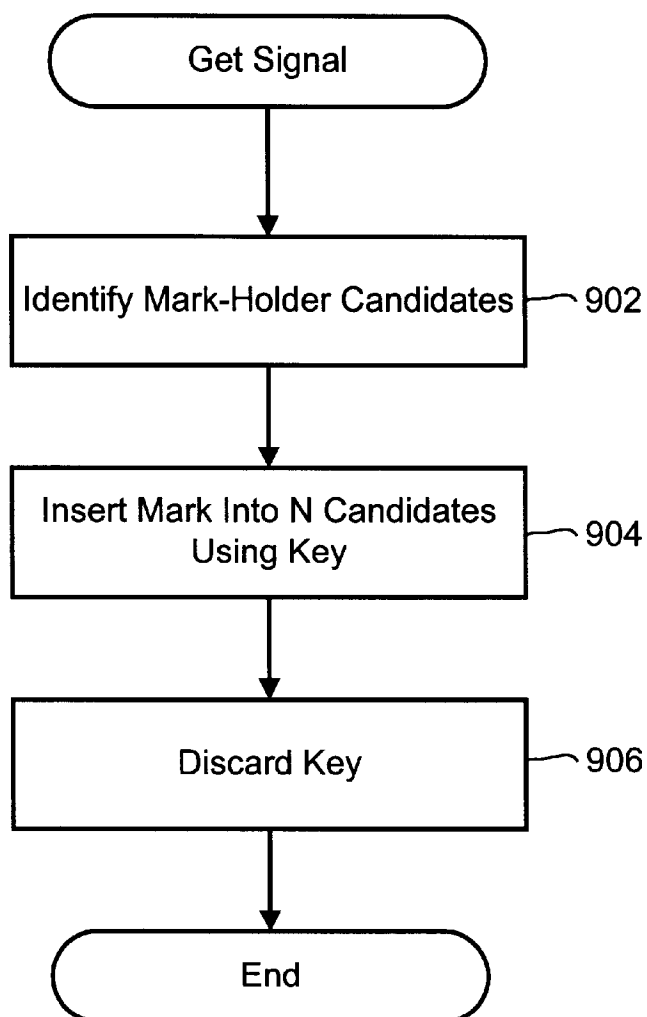 Get Signal
Identify Mark-Holder Candidates
902
Insert Mark Into N Candidates
Using Key
904
Discard Key
906
End